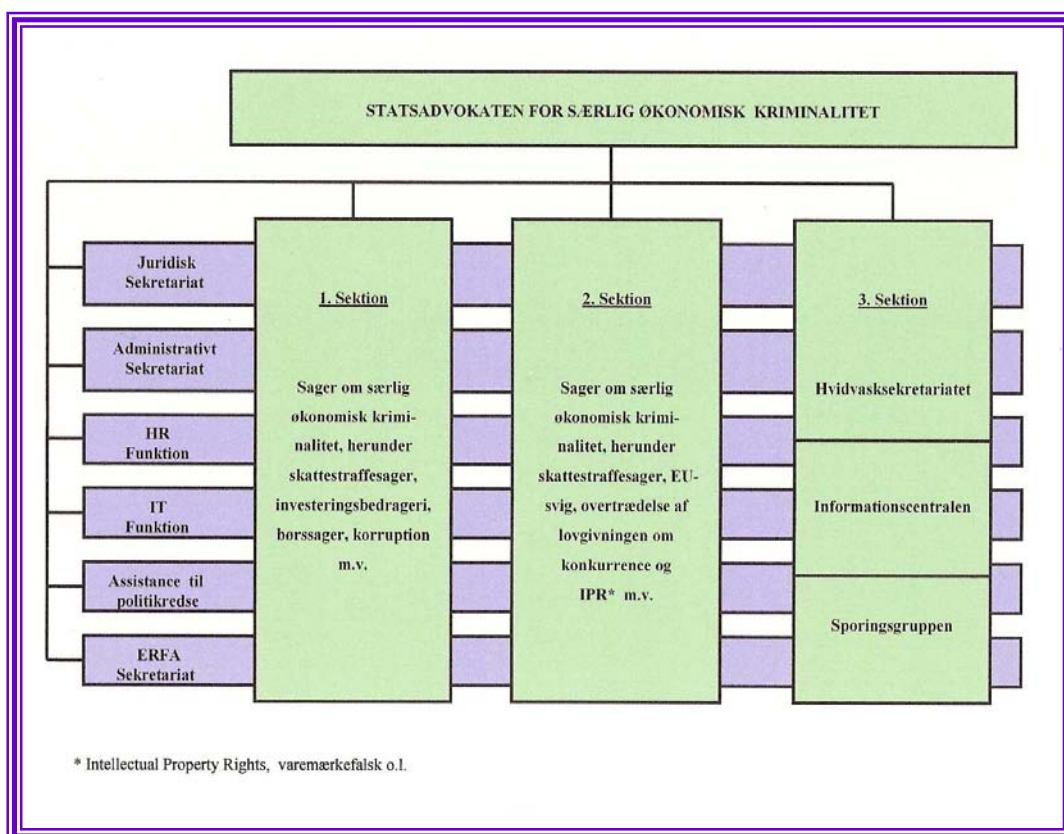 STATSADVOKATEN FOR SÆRLIG ØKONOMISK KRIMINALITET
Juridisk
Sekretariat
Administrativt
Sekretariat
HR
Funktion
IT
Funktion
Assistance til
politikredse
ERFA
Sekretariat
1. Sektion
Sager om særlig
økonomisk krimi-
nalitet, herunder
skattestraffesager,
investeringsbedrageri,
børssager, korruption
m.v.
2. Sektion
Sager om særlig
økonomisk krimi-
nalitet, herunder
skattestraffesager, EU-
svig, overtrædelse af
lovgivningen om
konkurrence og
IPR* m.v.
3. Sektion
Hvidvasksekretariatet
Informationscentralen
Sporingsgruppen
* Intellectual Property Rights, varemærkefalsk o.l.